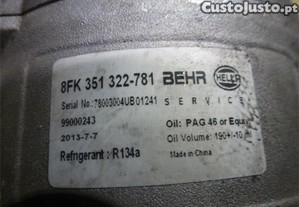 CustoJusto.pt
8FK 351 322-781 BEHR HELLA
Serial No.:78003004UB01241 SERVICE
99000243 Oil: PAG 46 or Equiv
2013-7-7 Oil Volume: 190+/-10
Refrigerant : R134a Made in China